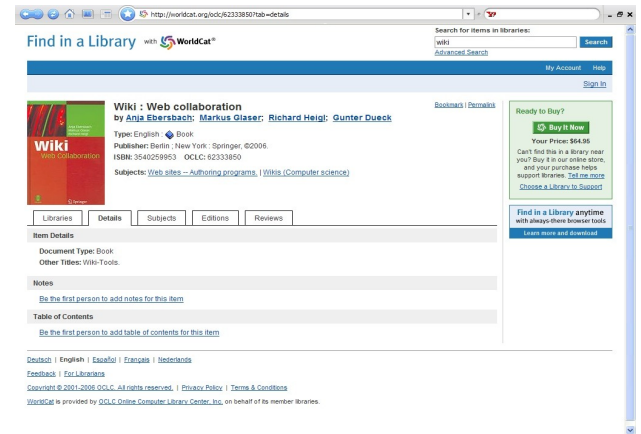 http://worldcat.org/oclc/62333850?tab=details
Find in a Library with WorldCat®
Search for items in libraries:
wiki
Search
Advanced Search
My Account Help
Sign In
Wiki
Web Collaboration
Springer
Wiki : Web collaboration
by Anja Ebersbach; Markus Glaser; Richard Heigl; Gunter Dueck
Type: English : Book
Publisher: Berlin ; New York : Springer, ©2006.
ISBN: 3540259953 OCLC: 62333850
Subjects: Web sites -- Authoring programs. | Wikis (Computer science)
Bookmark | Permalink
Ready to Buy?
Buy It Now
Your Price: $64.95
Can't find this in a library near
you? Buy it in our online store,
and your purchase helps
support libraries. Tell me more
Choose a Library to Support
Find in a Library anytime
with always-there browser tools
Learn more and download
Libraries
Details
Subjects
Editions
Reviews
Item Details
Document Type: Book
Other Titles: Wiki-Tools.
Notes
Be the first person to add notes for this item
Table of Contents
Be the first person to add table of contents for this item
Deutsch | English | Español | Français | Nederlands
Feedback | For Librarians
Copyright © 2001-2006 OCLC. All rights reserved. | Privacy Policy | Terms & Conditions
WorldCat is provided by OCLC Online Computer Library Center, Inc. on behalf of its member libraries.